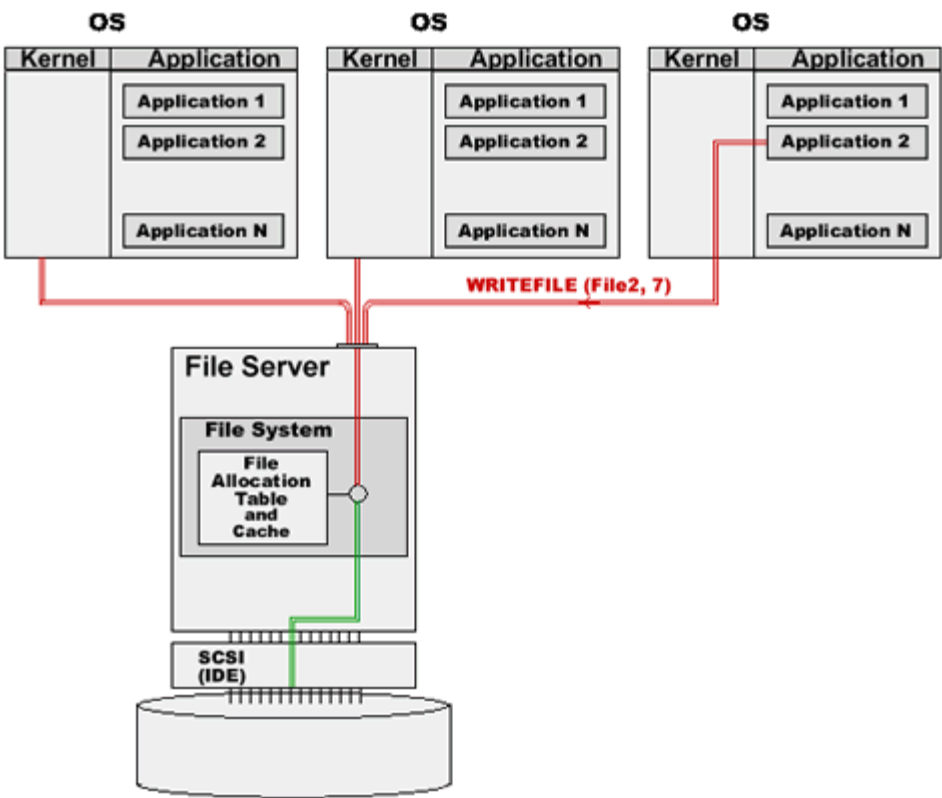 OS
OS
OS
Kernel
Application
Kernel
Application
Kernel
Application
Application 1
Application 1
Application 1
Application 2
Application 2
Application 2
Application N
Application N
Application N
WRITEFILE (File2, 7)
File Server
File System
File
Allocation
Table
and
Cache
SCSI
(IDE)